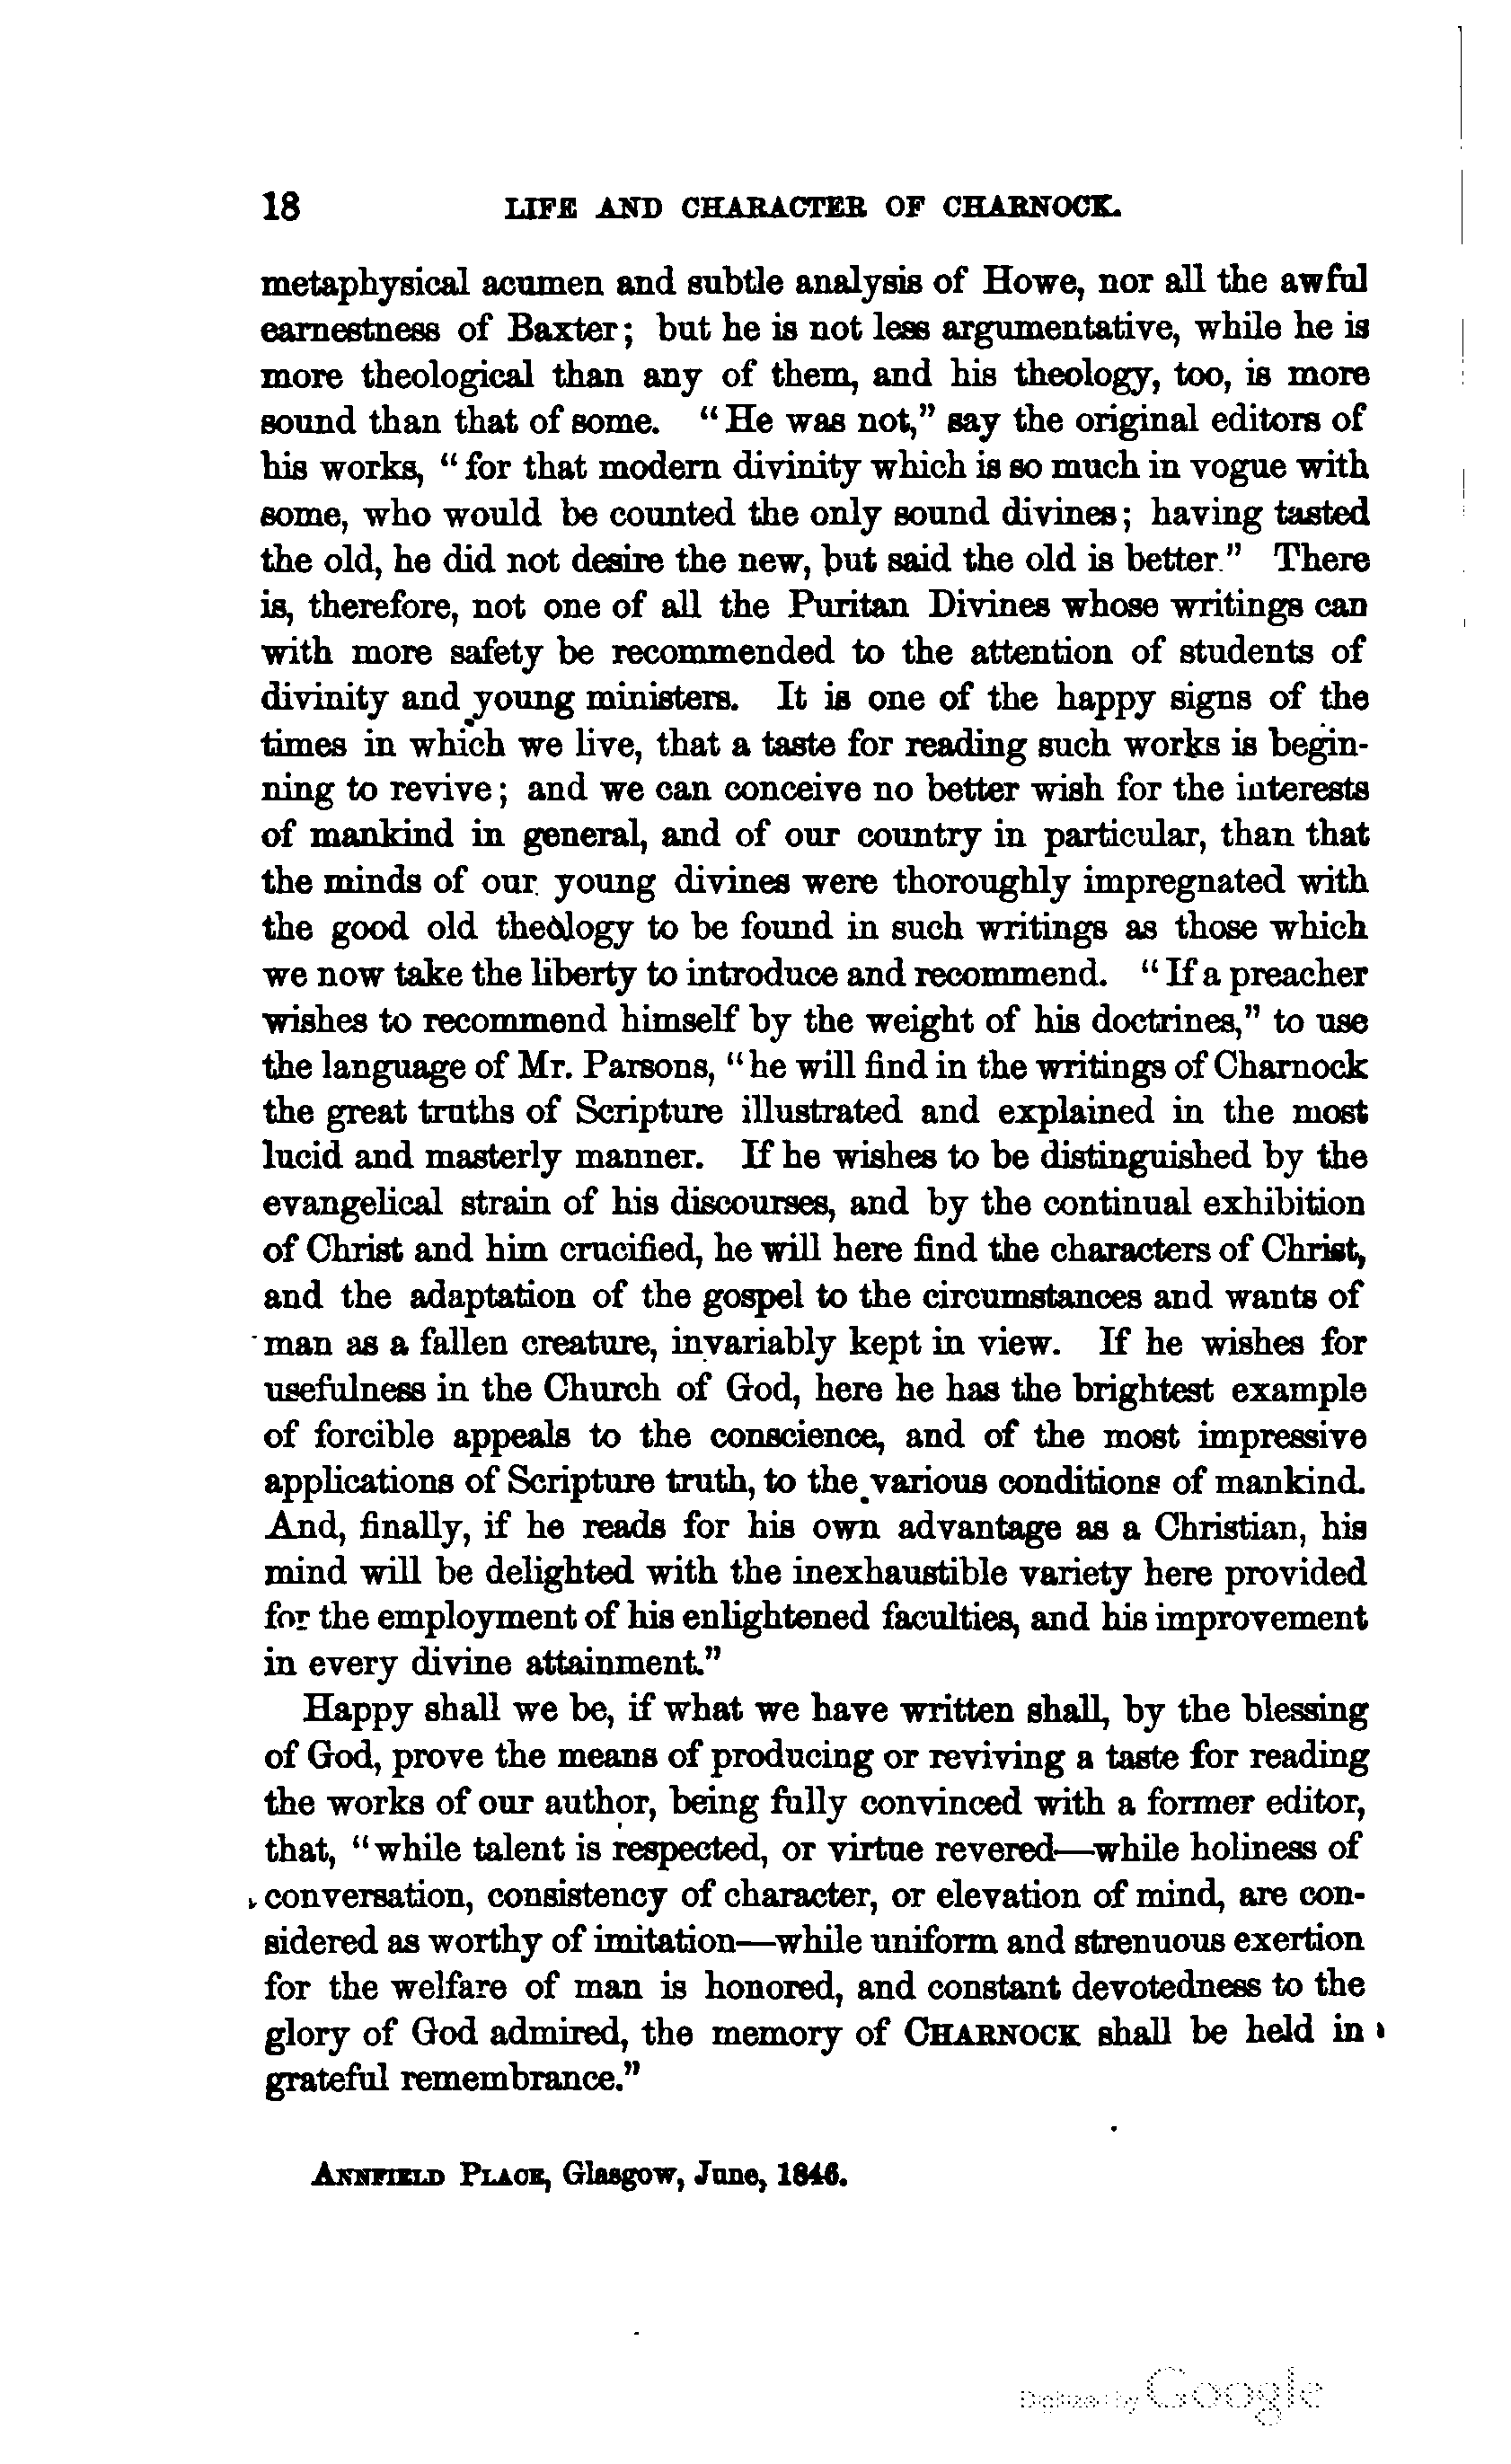 18 LIFE AND CHARACTER OF CHARNOCK.
metaphysical acumen and subtle analysis of Howe, nor all the awful
earnestness of Baxter; but he is not less argumentative, while he is
more theological than any of them, and his theology, too, is more
sound than that of some. "He was not," say the original editors of
his works, "for that modern divinity which is so much in vogue with
some, who would be counted the only sound divines; having tasted
the old, he did not desire the new, but said the old is better." There
is, therefore, not one of all the Puritan Divines whose writings can
with more safety be recommended to the attention of students of
divinity and young ministers. It is one of the happy signs of the
times in which we live, that a taste for reading such works is begin-
ning to revive; and we can conceive no better wish for the interests
of mankind in general, and of our country in particular, than that
the minds of our young divines were thoroughly impregnated with
the good old theology to be found in such writings as those which
we now take the liberty to introduce and recommend. "If a preacher
wishes to recommend himself by the weight of his doctrines," to use
the language of Mr. Parsons, "he will find in the writings of Charnock
the great truths of Scripture illustrated and explained in the most
lucid and masterly manner. If he wishes to be distinguished by the
evangelical strain of his discourses, and by the continual exhibition
of Christ and him crucified, he will here find the characters of Christ,
and the adaptation of the gospel to the circumstances and wants of
man as a fallen creature, invariably kept in view. If he wishes for
usefulness in the Church of God, here he has the brightest example
of forcible appeals to the conscience, and of the most impressive
applications of Scripture truth, to the various conditions of mankind.
And, finally, if he reads for his own advantage as a Christian, his
mind will be delighted with the inexhaustible variety here provided
for the employment of his enlightened faculties, and his improvement
in every divine attainment."
Happy shall we be, if what we have written shall, by the blessing
of God, prove the means of producing or reviving a taste for reading
the works of our author, being fully convinced with a former editor,
that, "while talent is respected, or virtue revered—while holiness of
conversation, consistency of character, or elevation of mind, are con-
sidered as worthy of imitation—while uniform and strenuous exertion
for the welfare of man is honored, and constant devotedness to the
glory of God admired, the memory of CHARNOCK shall be held in
grateful remembrance."
ANNFIELD PLACE, Glasgow, June, 1846.
Digitized by Google